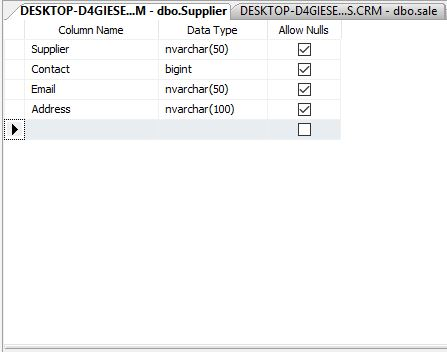 DESKTOP-D4GIESE...M - dbo.Supplier DESKTOP-D4GIESE...S.CRM - dbo.sale
Column Name Data Type Allow Nulls
Supplier nvarchar(50)
Contact bigint
Email nvarchar(50)
Address nvarchar(100)